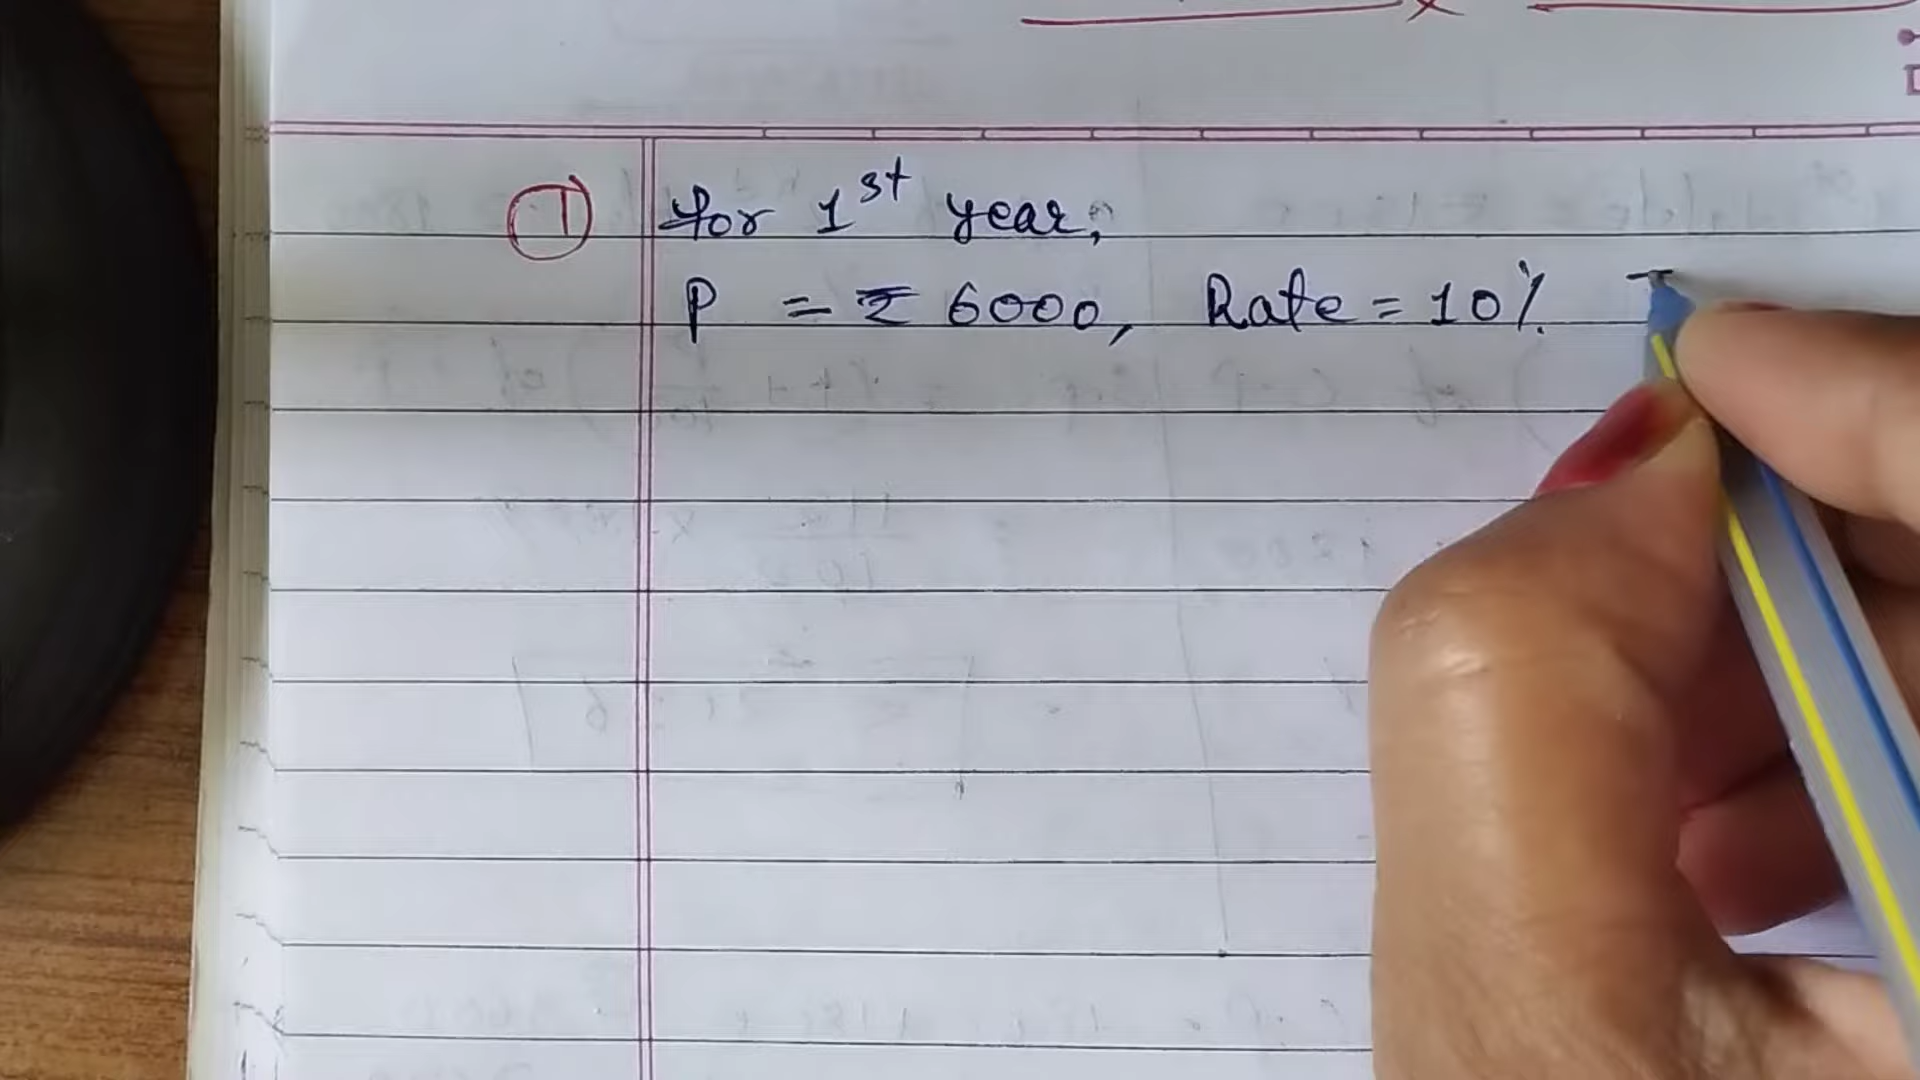 ① for 1st year,
P = ₹ 6000, Rate = 10% T